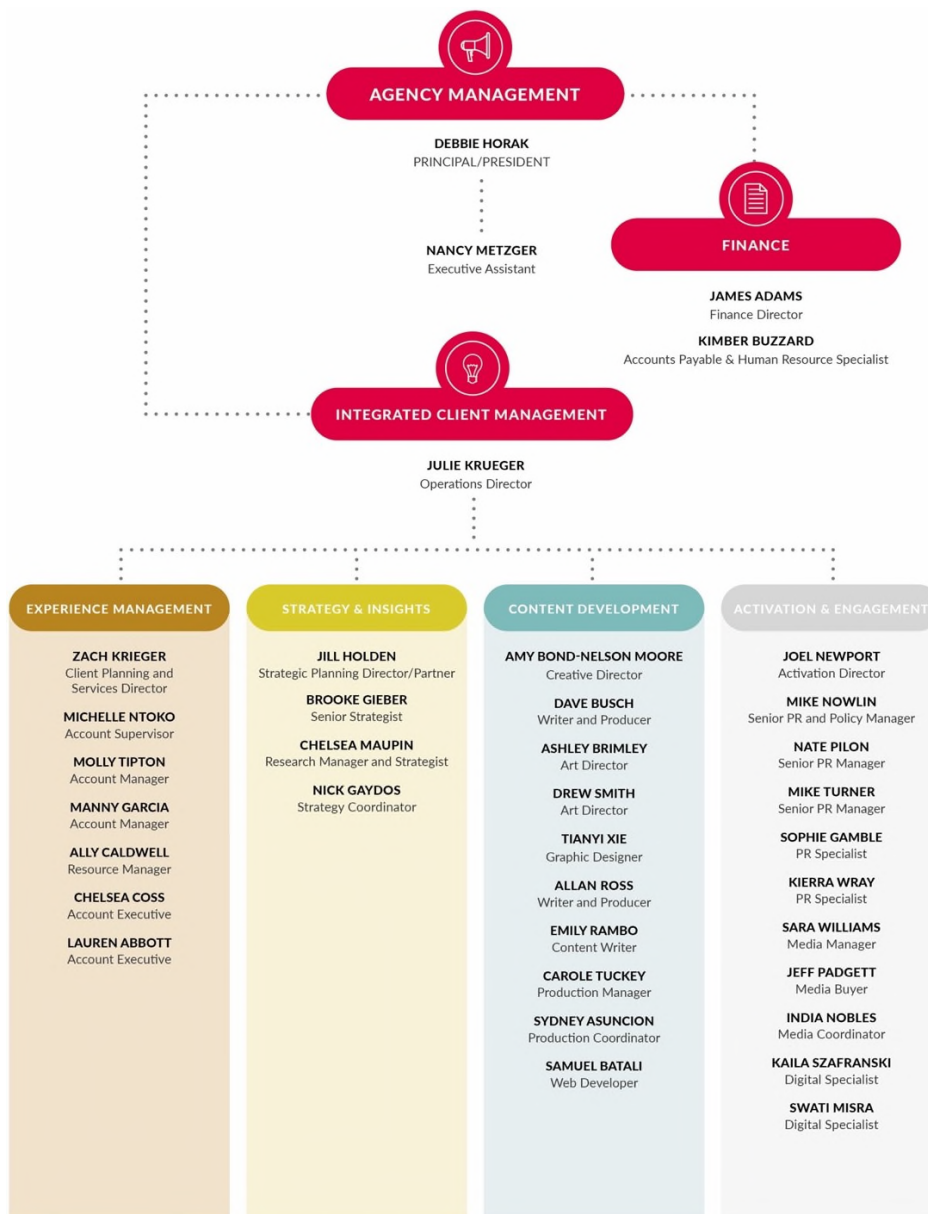 AGENCY MANAGEMENT
DEBBIE HORAK
PRINCIPAL/PRESIDENT
NANCY METZGER
Executive Assistant
FINANCE
JAMES ADAMS
Finance Director
KIMBER BUZZARD
Accounts Payable & Human Resource Specialist
INTEGRATED CLIENT MANAGEMENT
JULIE KRUEGER
Operations Director
EXPERIENCE MANAGEMENT
ZACH KRIEGER
Client Planning and
Services Director
MICHELLE NTOKO
Account Supervisor
MOLLY TIPTON
Account Manager
MANNY GARCIA
Account Manager
ALLY CALDWELL
Resource Manager
CHELSEA COSS
Account Executive
LAUREN ABBOTT
Account Executive
STRATEGY & INSIGHTS
JILL HOLDEN
Strategic Planning Director/Partner
BROOKE GIEBER
Senior Strategist
CHELSEA MAUPIN
Research Manager and Strategist
NICK GAYDOS
Strategy Coordinator
CONTENT DEVELOPMENT
AMY BOND-NELSON MOORE
Creative Director
DAVE BUSCH
Writer and Producer
ASHLEY BRIMLEY
Art Director
DREW SMITH
Art Director
TIANYI XIE
Graphic Designer
ALLAN ROSS
Writer and Producer
EMILY RAMBO
Content Writer
CAROLE TUCKEY
Production Manager
SYDNEY ASUNCION
Production Coordinator
SAMUEL BATALI
Web Developer
ACTIVATION & ENGAGEMENT
JOEL NEWPORT
Activation Director
MIKE NOWLIN
Senior PR and Policy Manager
NATE PILON
Senior PR Manager
MIKE TURNER
Senior PR Manager
SOPHIE GAMBLE
PR Specialist
KIERRA WRAY
PR Specialist
SARA WILLIAMS
Media Manager
JEFF PADGETT
Media Buyer
INDIA NOBLES
Media Coordinator
KAILA SZAFRANSKI
Digital Specialist
SWATI MISRA
Digital Specialist